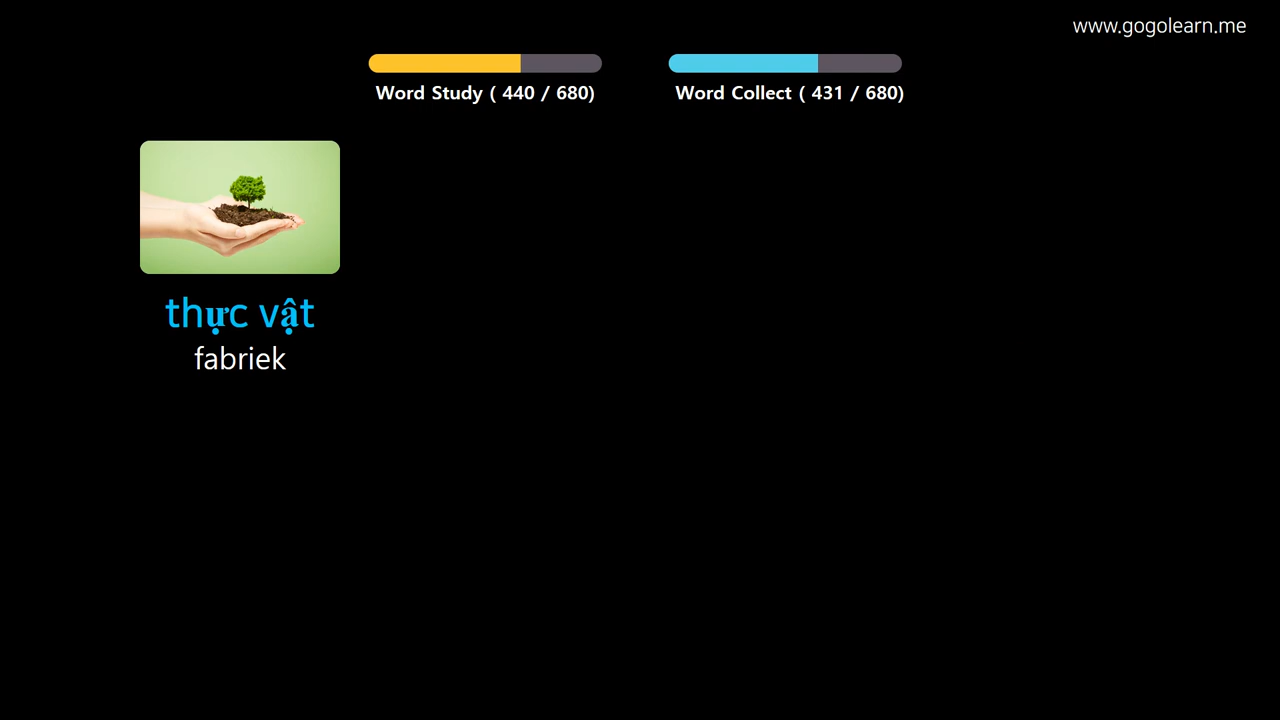 www.gogolearn.me
Word Study ( 440 / 680)
Word Collect ( 431 / 680)
thực vật
fabriek